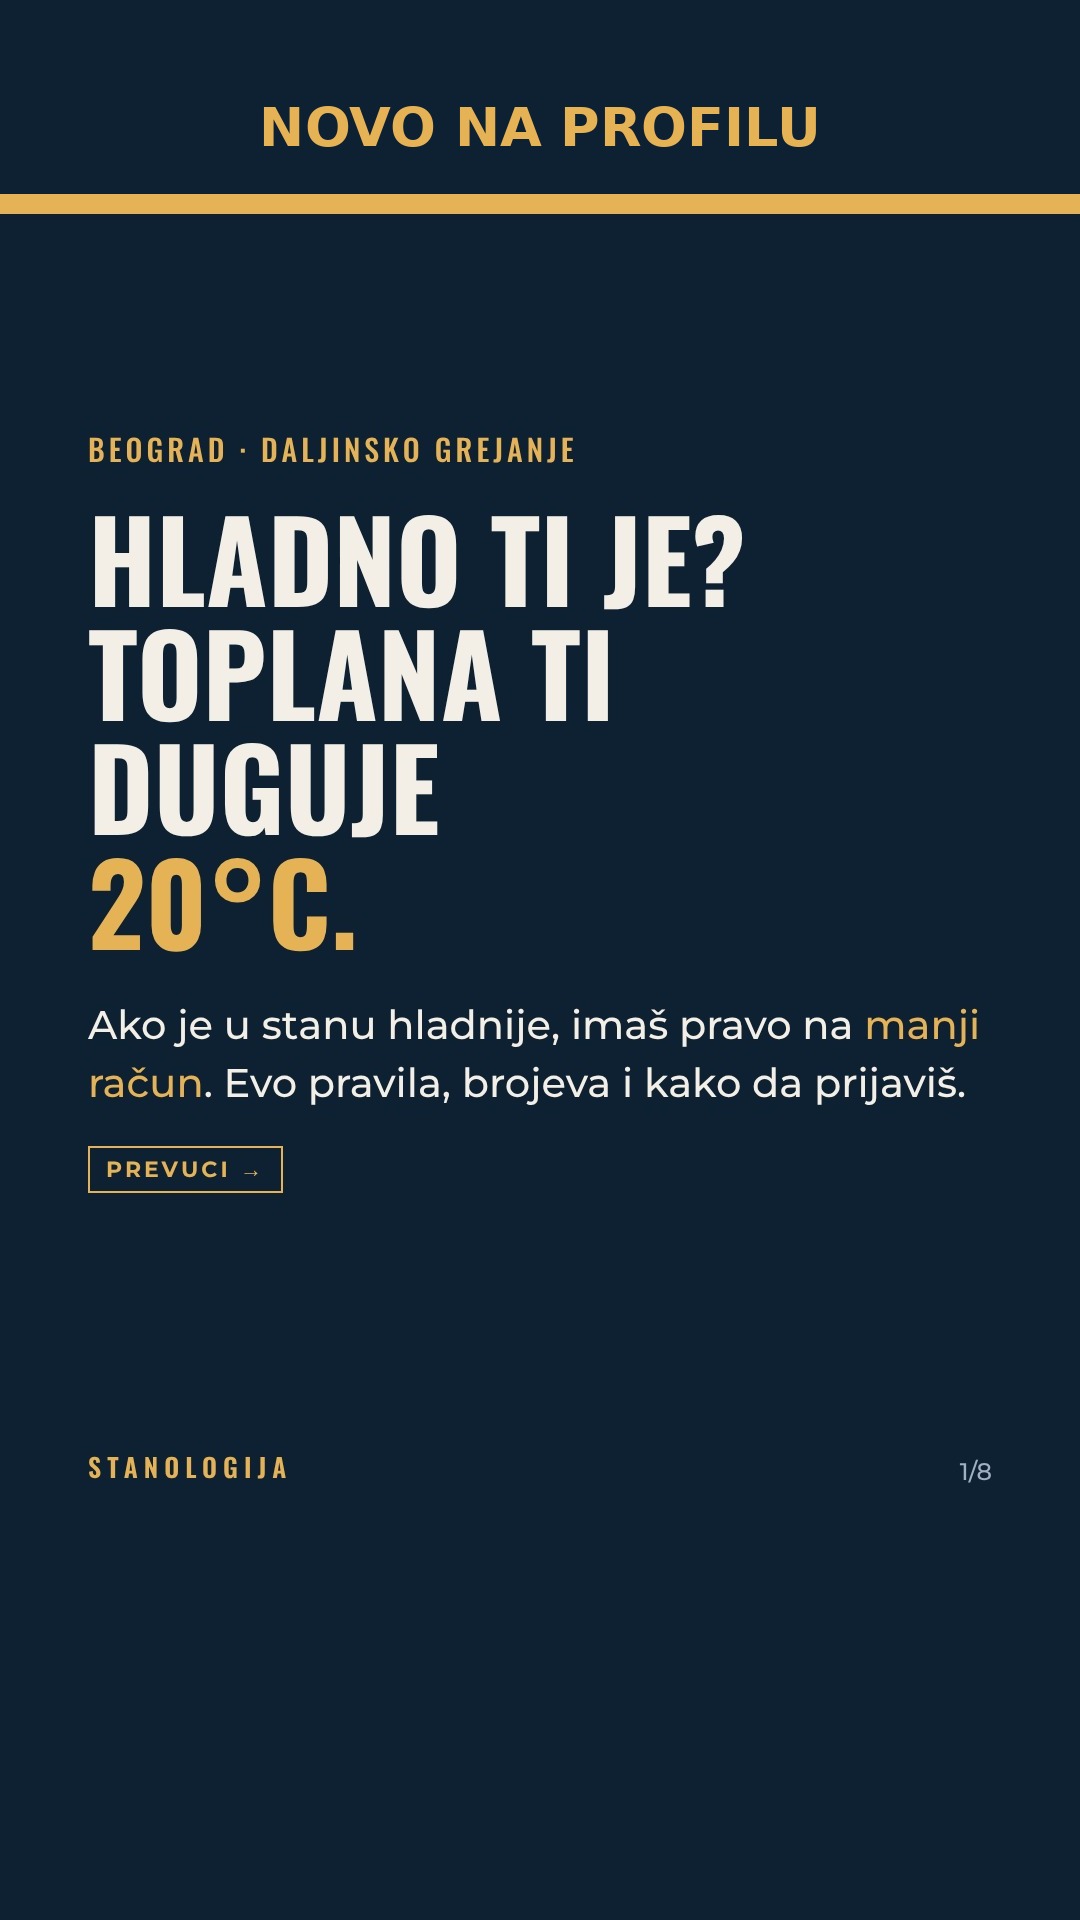 NOVO NA PROFILU
BEOGRAD · DALJINSKO GREJANJE
HLADNO TI JE?
TOPLANA TI
DUGUJE
20°C.
Ako je u stanu hladnije, imaš pravo na manji
račun. Evo pravila, brojeva i kako da prijaviš.
PREVUCI →
STANOLOGIJA
1/8